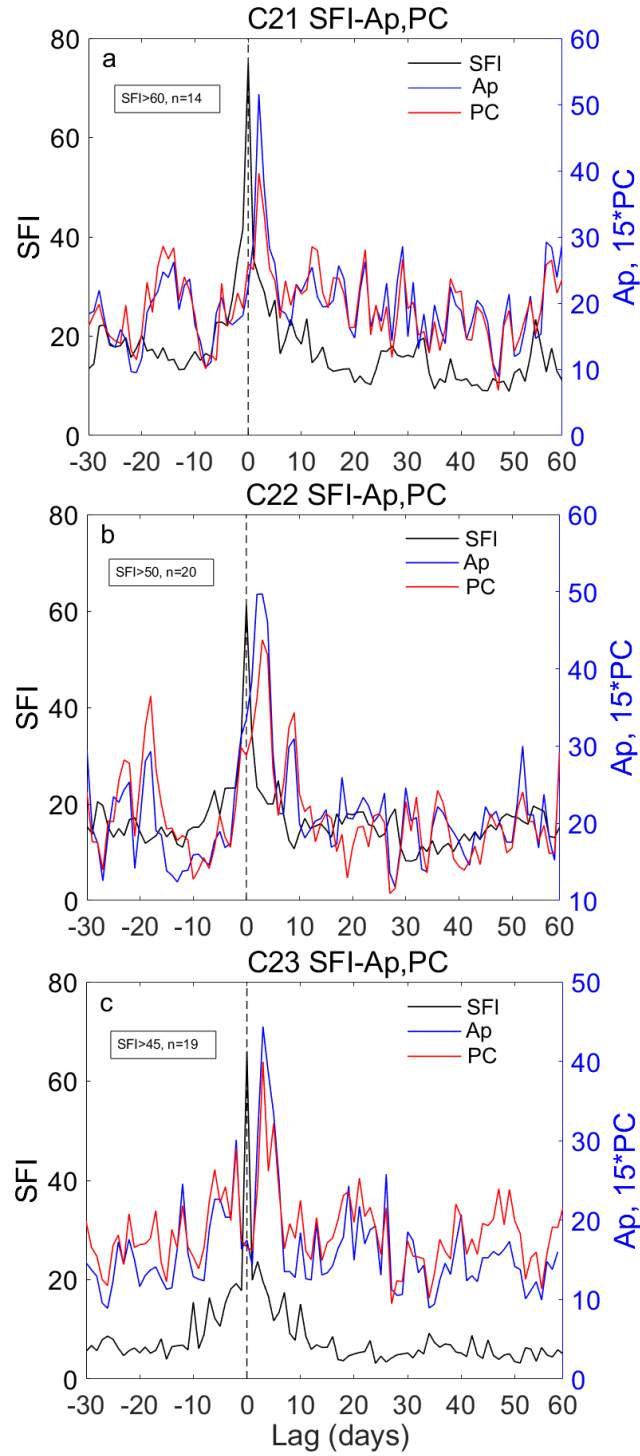 C21 SFI-Ap,PC
a
SFI>60, n=14
SFI
Ap
PC
80
60
40
20
0
60
50
40
30
20
10
0
SFI
Ap, 15*PC
-30 -20 -10 0 10 20 30 40 50 60
C22 SFI-Ap,PC
b
SFI>50, n=20
SFI
Ap
PC
80
60
40
20
0
60
50
40
30
20
10
SFI
Ap, 15*PC
-30 -20 -10 0 10 20 30 40 50 60
C23 SFI-Ap,PC
c
SFI>45, n=19
SFI
Ap
PC
80
60
40
20
0
50
40
30
20
10
0
SFI
Ap, 15*PC
-30 -20 -10 0 10 20 30 40 50 60
Lag (days)